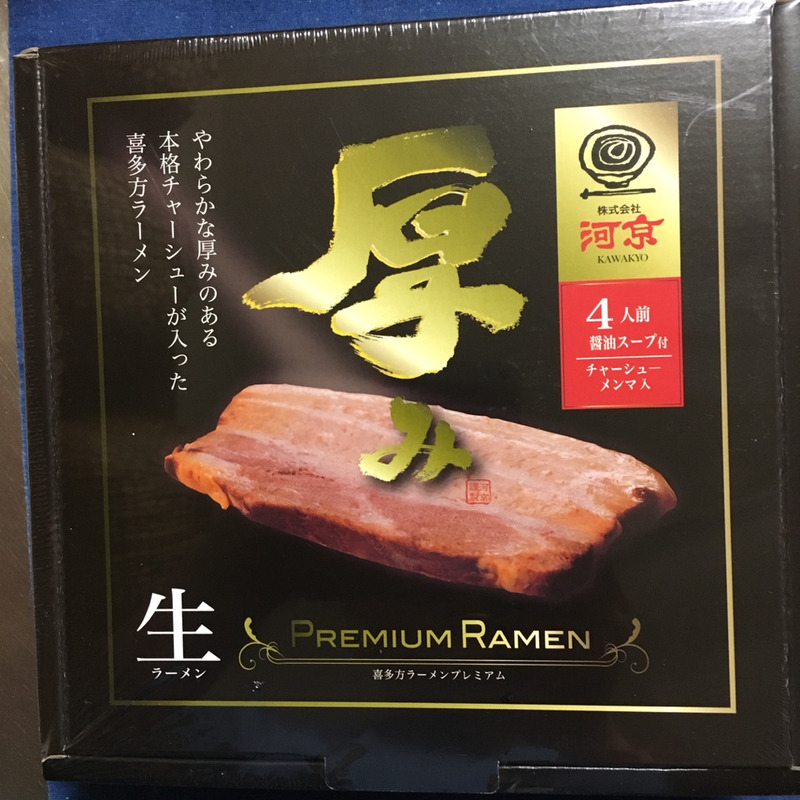 やわらかな厚みのある
本格チャーシューが入った
喜多方ラーメン
厚
み
株式会社
河京
KAWAKYO
4人前
醤油スープ付
チャーシュー
メンマ入
河京
謹製
生
ラーメン
PREMIUM RAMEN
喜多方ラーメンプレミアム